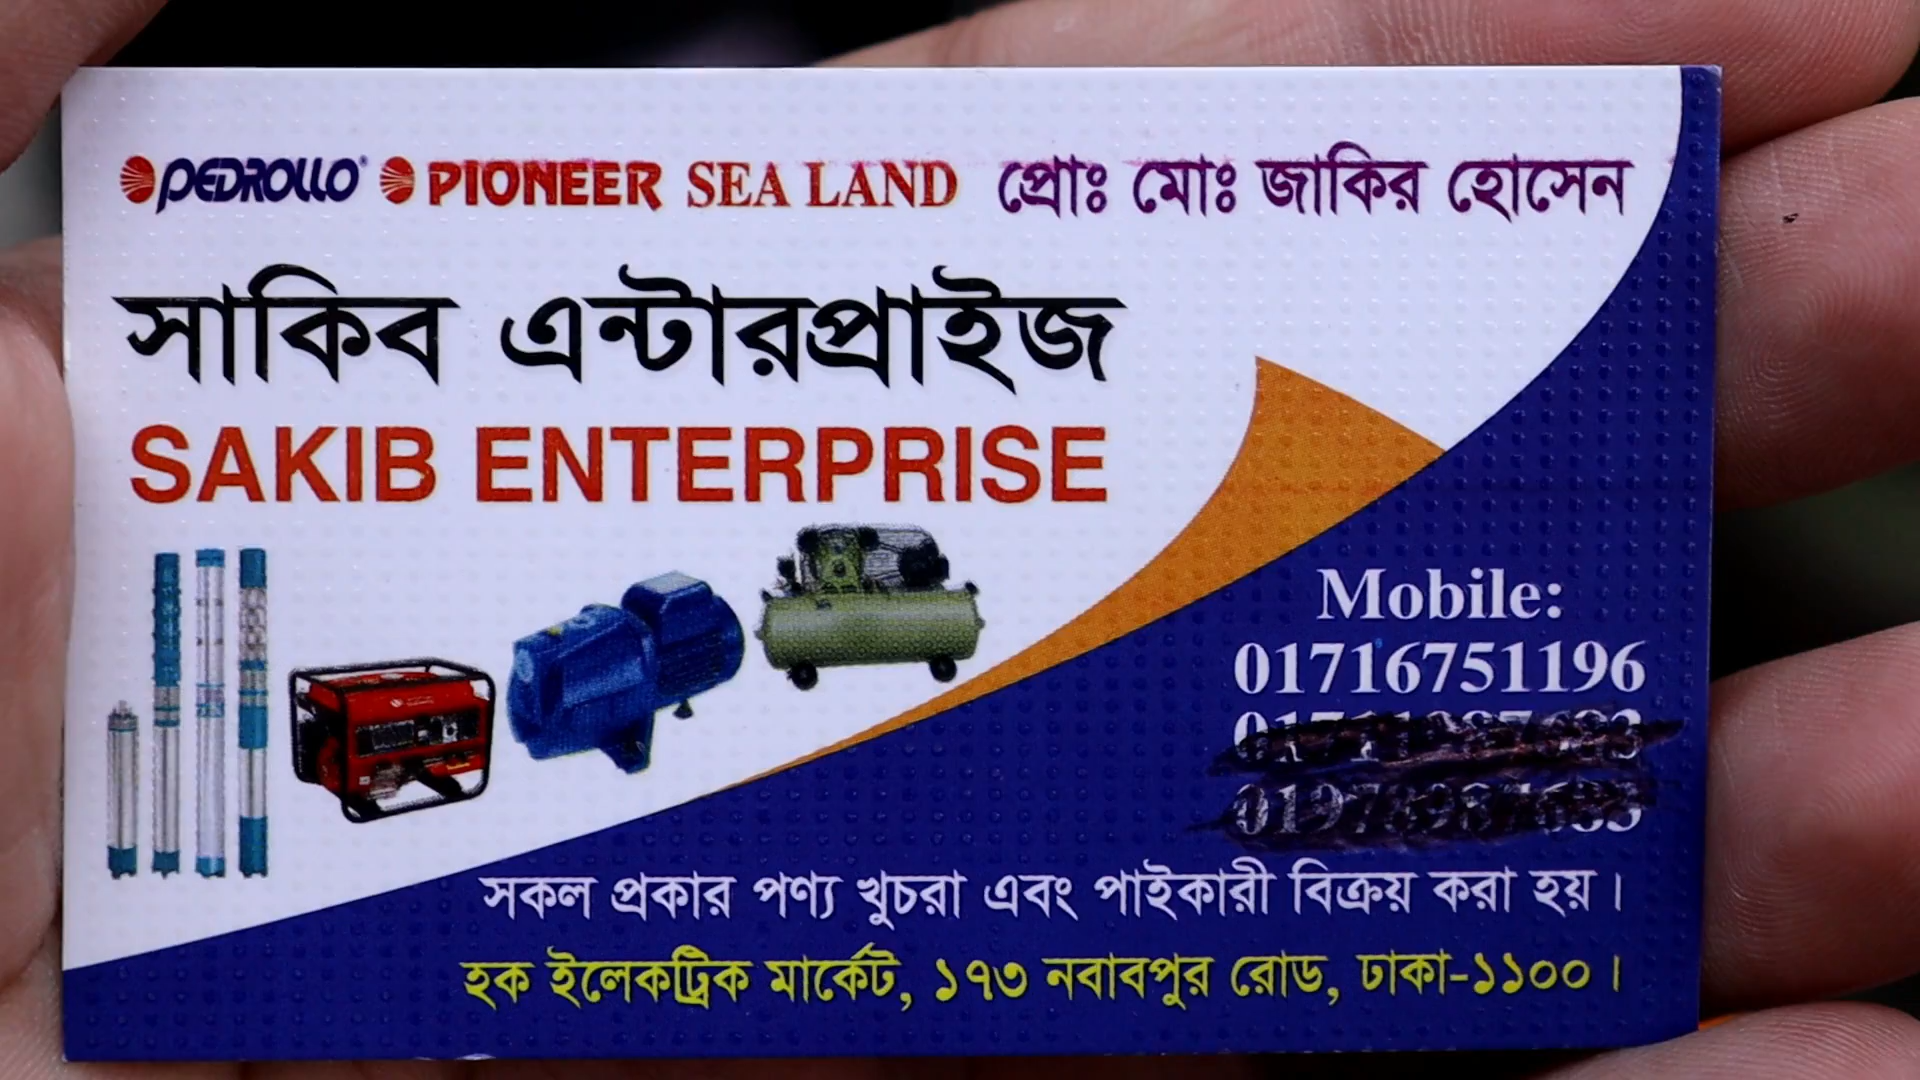 PEDROLLO PIONEER SEA LAND প্রোঃ মোঃ জাকির হোসেন
সাকিব এন্টারপ্রাইজ
SAKIB ENTERPRISE
Mobile:
01716751196
সকল প্রকার পণ্য খুচরা এবং পাইকারী বিক্রয় করা হয়।
হক ইলেকট্রিক মার্কেট, ১৭৩ নবাবপুর রোড, ঢাকা-১১০০।